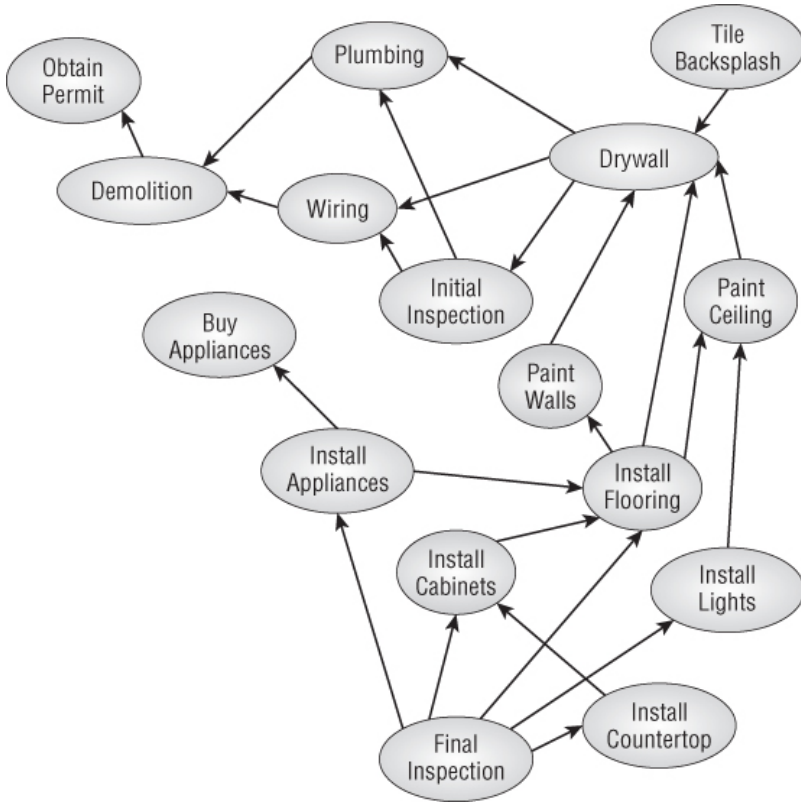 Obtain
Permit
Plumbing
Tile
Backsplash
Demolition
Wiring
Drywall
Initial
Inspection
Paint
Ceiling
Buy
Appliances
Paint
Walls
Install
Appliances
Install
Flooring
Install
Cabinets
Install
Lights
Final
Inspection
Install
Countertop